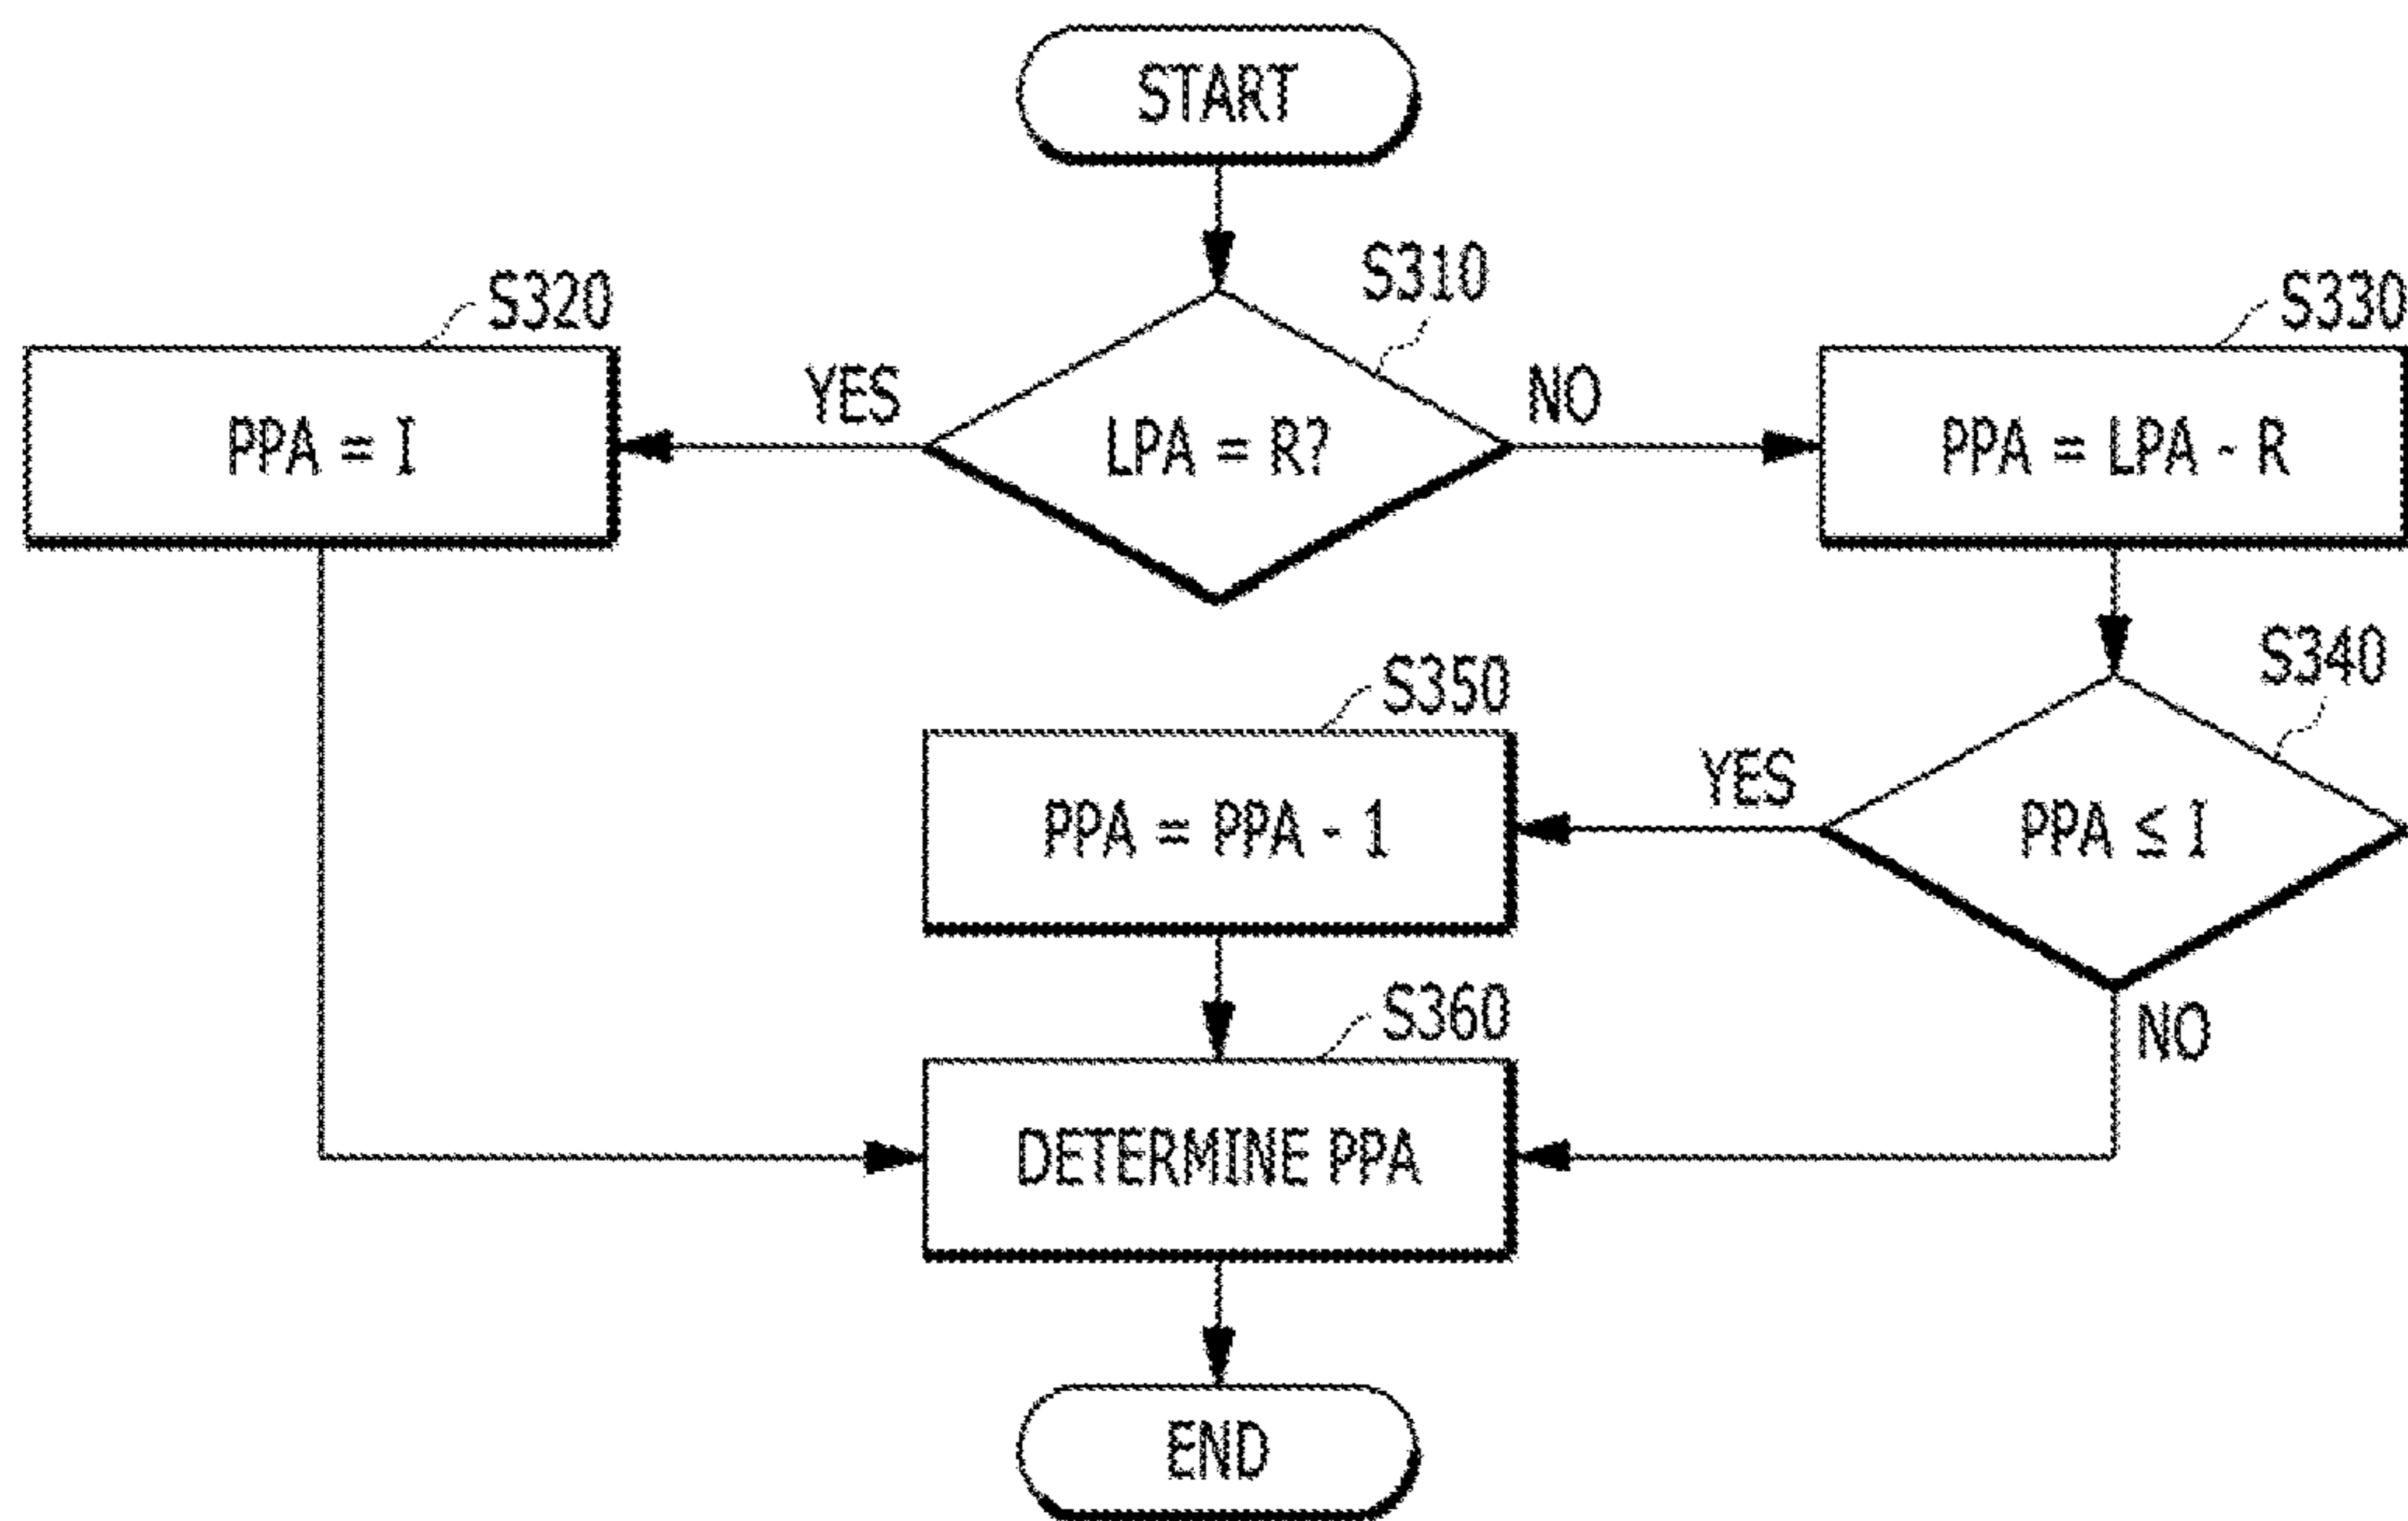 START
S310
S320
S330
YES
NO
PPA = I
LPA = R?
PPA = LPA - R
S340
S350
YES
PPA = PPA - 1
PPA ≤ I
S360
NO
DETERMINE PPA
END